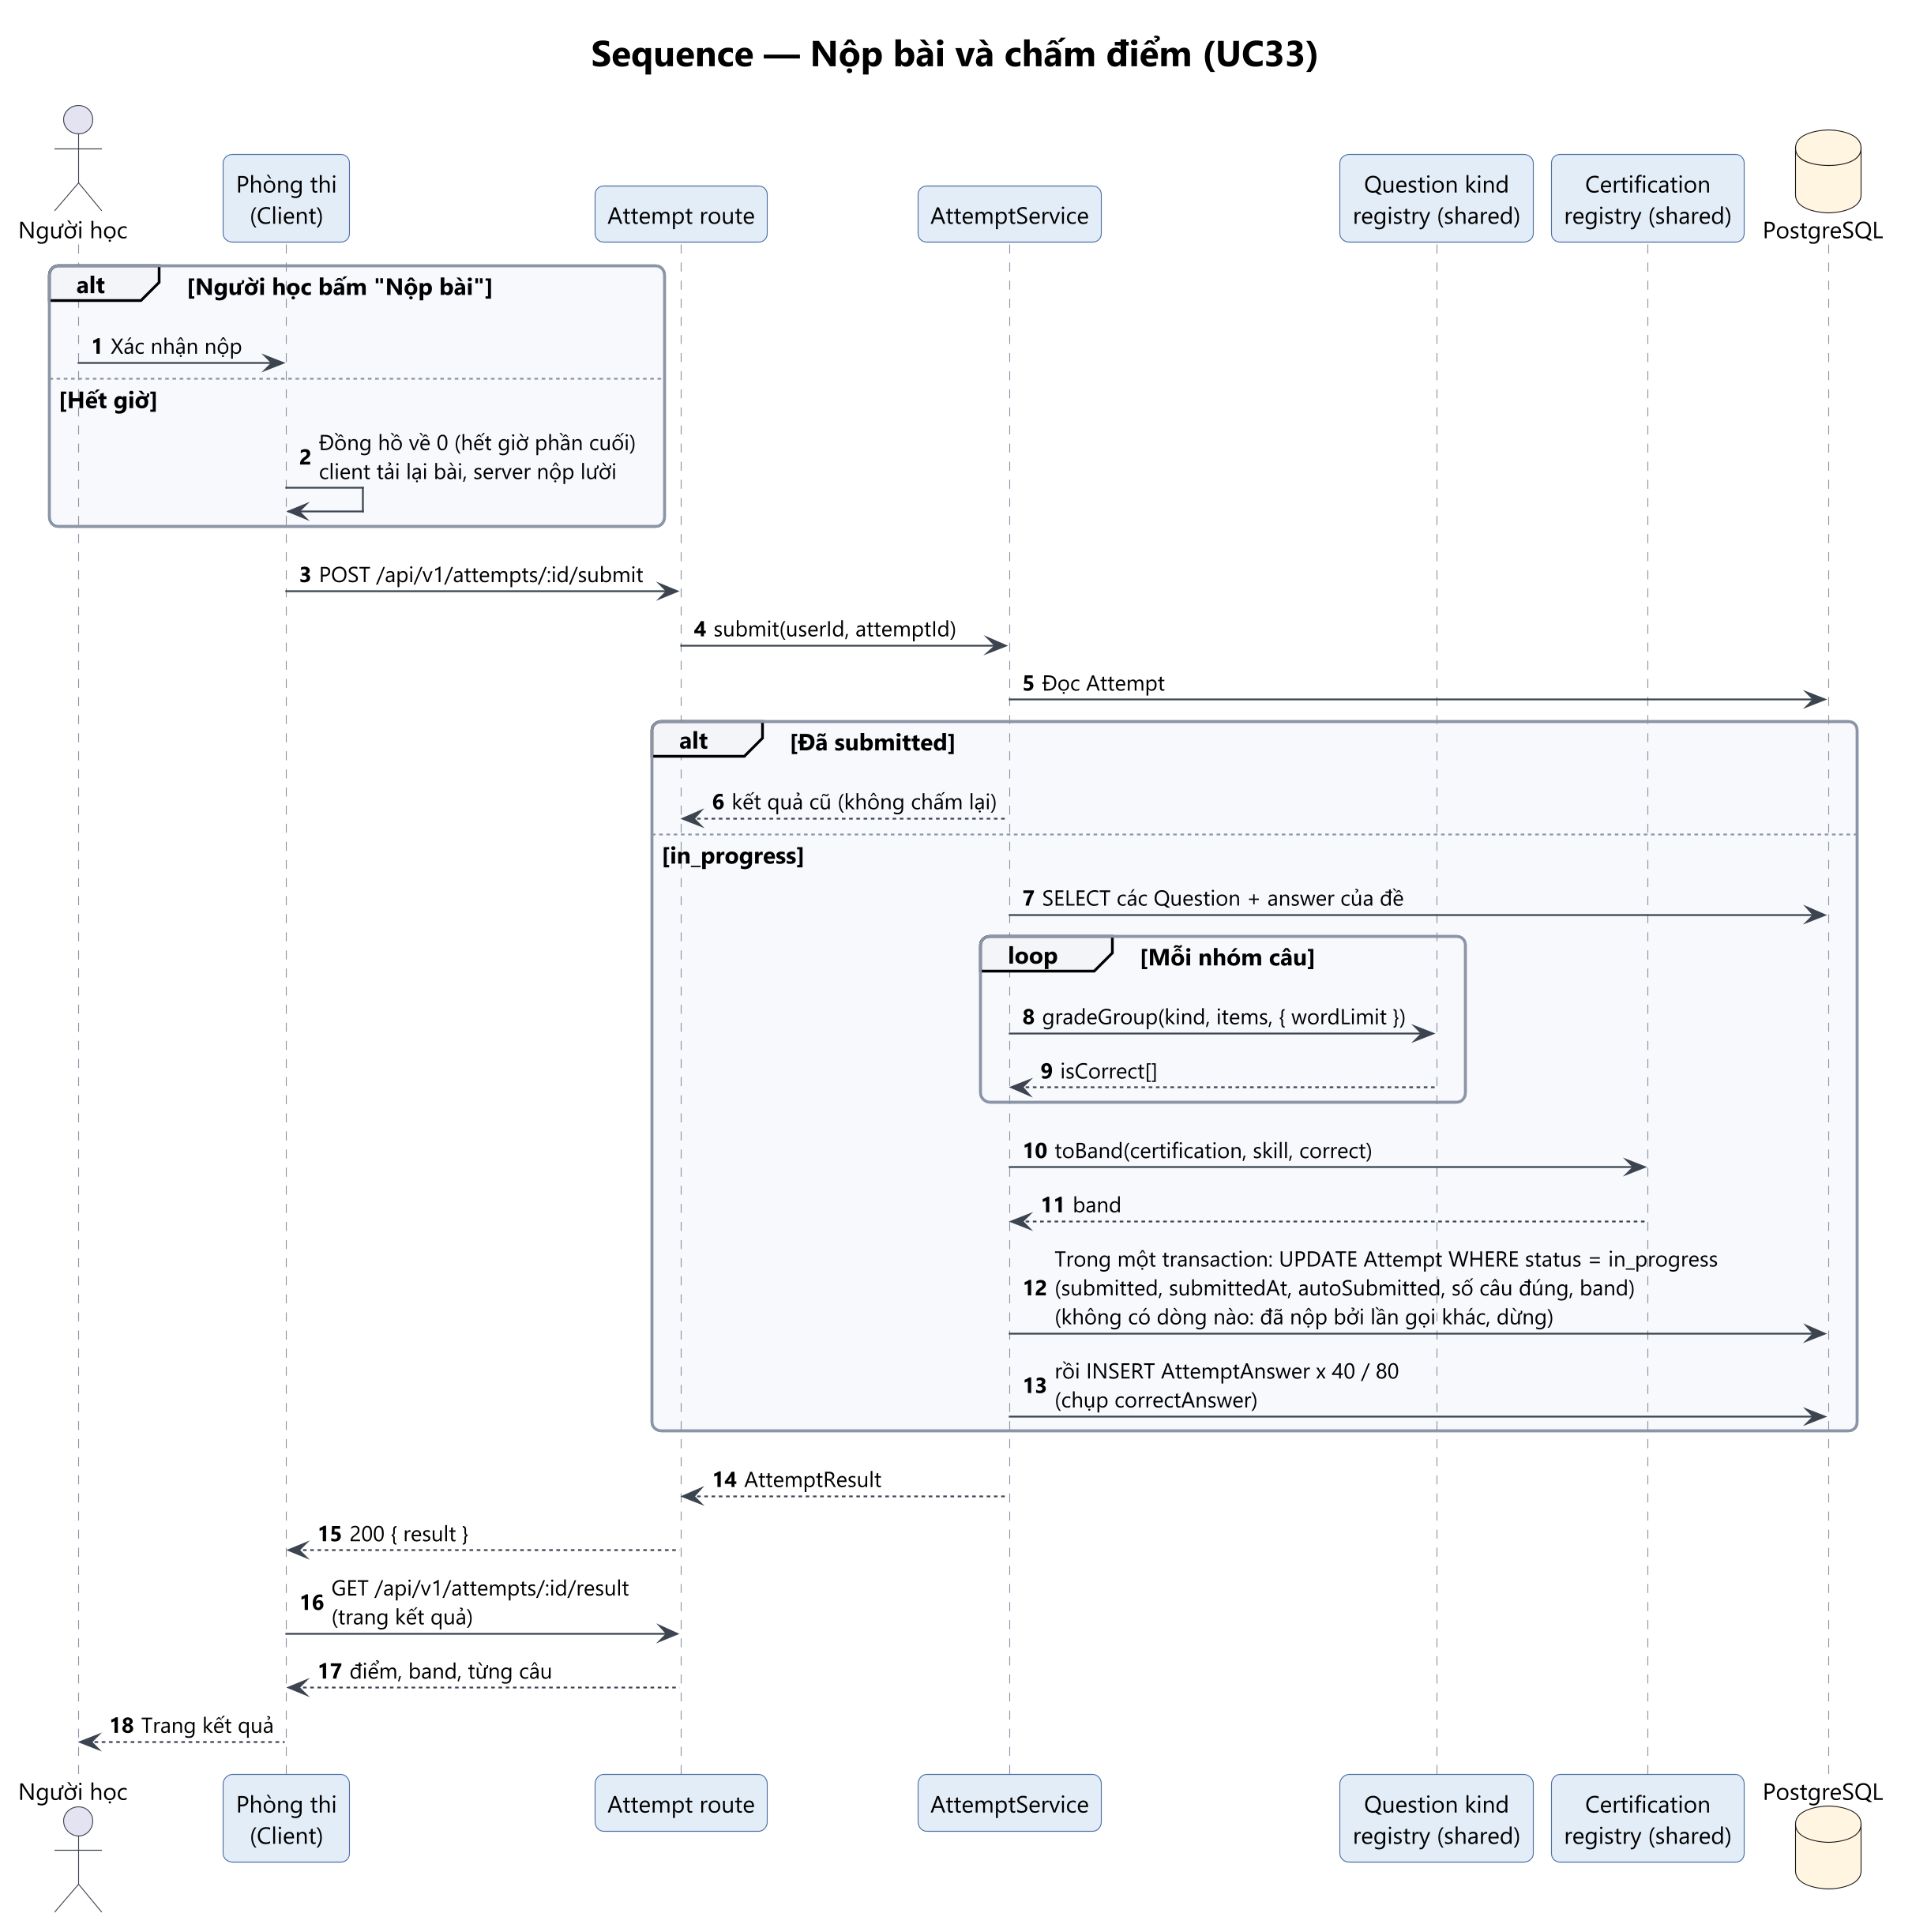 Sequence — Nộp bài và chấm điểm (UC33)
Người học
Phòng thi
(Client)
Attempt route
AttemptService
Question kind
registry (shared)
Certification
registry (shared)
PostgreSQL
alt [Người học bấm "Nộp bài"]
1 Xác nhận nộp
[Hết giờ]
2 Đồng hồ về 0 (hết giờ phần cuối)
client tải lại bài, server nộp lười
3 POST /api/v1/attempts/:id/submit
4 submit(userId, attemptId)
5 Đọc Attempt
alt [Đã submitted]
6 kết quả cũ (không chấm lại)
[in_progress]
7 SELECT các Question + answer của đề
loop [Mỗi nhóm câu]
8 gradeGroup(kind, items, { wordLimit })
9 isCorrect[]
10 toBand(certification, skill, correct)
11 band
Trong một transaction: UPDATE Attempt WHERE status = in_progress
12 (submitted, submittedAt, autoSubmitted, số câu đúng, band)
(không có dòng nào: đã nộp bởi lần gọi khác, dừng)
13 rồi INSERT AttemptAnswer x 40 / 80
(chụp correctAnswer)
14 AttemptResult
15 200 { result }
16 GET /api/v1/attempts/:id/result
(trang kết quả)
17 điểm, band, từng câu
18 Trang kết quả
Người học
Phòng thi
(Client)
Attempt route
AttemptService
Question kind
registry (shared)
Certification
registry (shared)
PostgreSQL